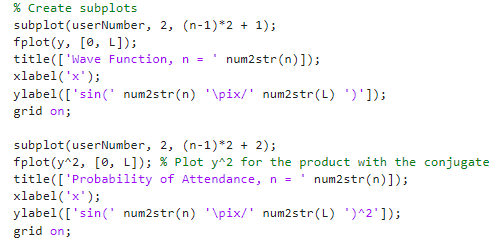 % Create subplots
subplot(userNumber, 2, (n-1)*2 + 1);
fplot(y, [0, L]);
title(['Wave Function, n = ' num2str(n)]);
xlabel('x');
ylabel(['sin(' num2str(n) '\pix/' num2str(L) ')']);
grid on;
subplot(userNumber, 2, (n-1)*2 + 2);
fplot(y^2, [0, L]); % Plot y^2 for the product with the conjugate
title(['Probability of Attendance, n = ' num2str(n)]);
xlabel('x');
ylabel(['sin(' num2str(n) '\pix/' num2str(L) ')^2']);
grid on;